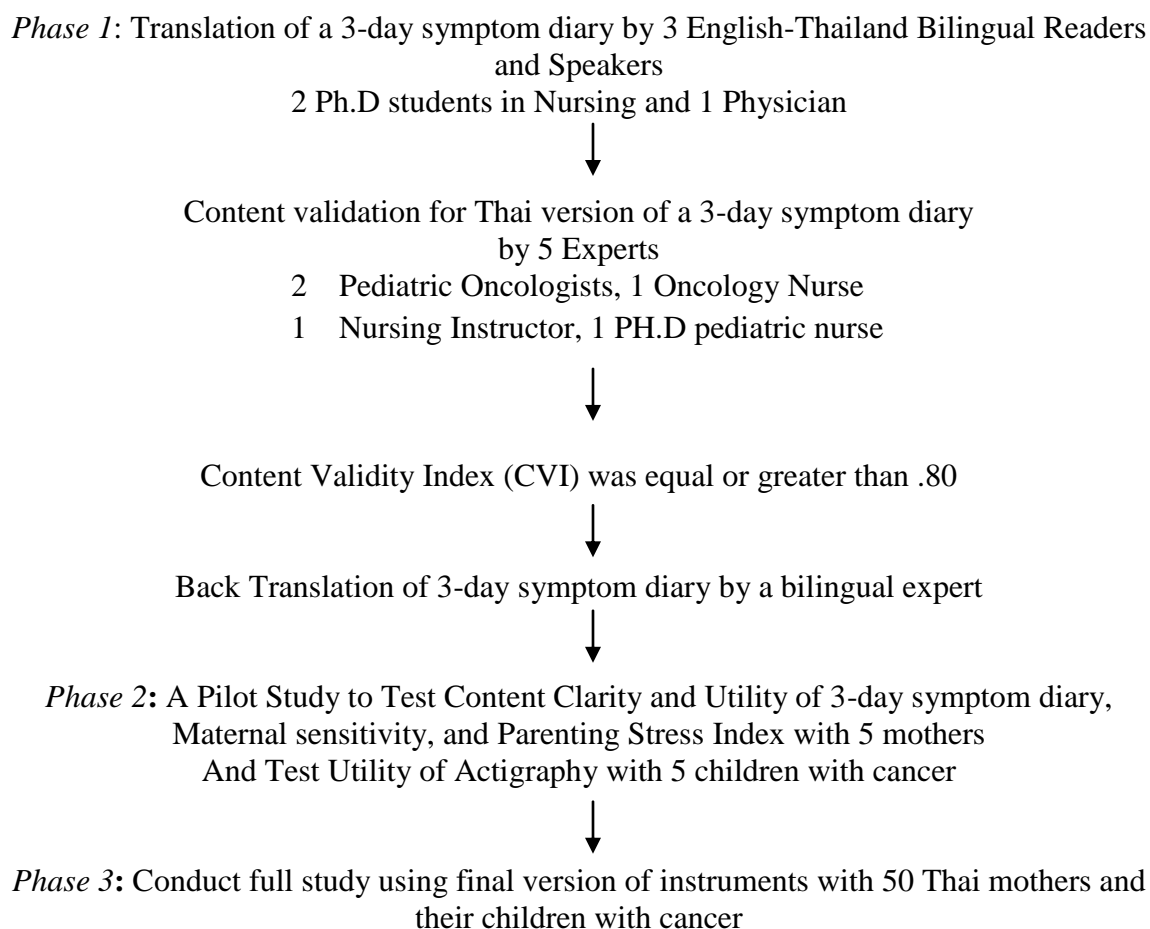 Phase 1: Translation of a 3-day symptom diary by 3 English-Thailand Bilingual Readers
and Speakers
2 Ph.D students in Nursing and 1 Physician
Content validation for Thai version of a 3-day symptom diary
by 5 Experts
2 Pediatric Oncologists, 1 Oncology Nurse
1 Nursing Instructor, 1 PH.D pediatric nurse
Content Validity Index (CVI) was equal or greater than .80
Back Translation of 3-day symptom diary by a bilingual expert
Phase 2: A Pilot Study to Test Content Clarity and Utility of 3-day symptom diary,
Maternal sensitivity, and Parenting Stress Index with 5 mothers
And Test Utility of Actigraphy with 5 children with cancer
Phase 3: Conduct full study using final version of instruments with 50 Thai mothers and
their children with cancer